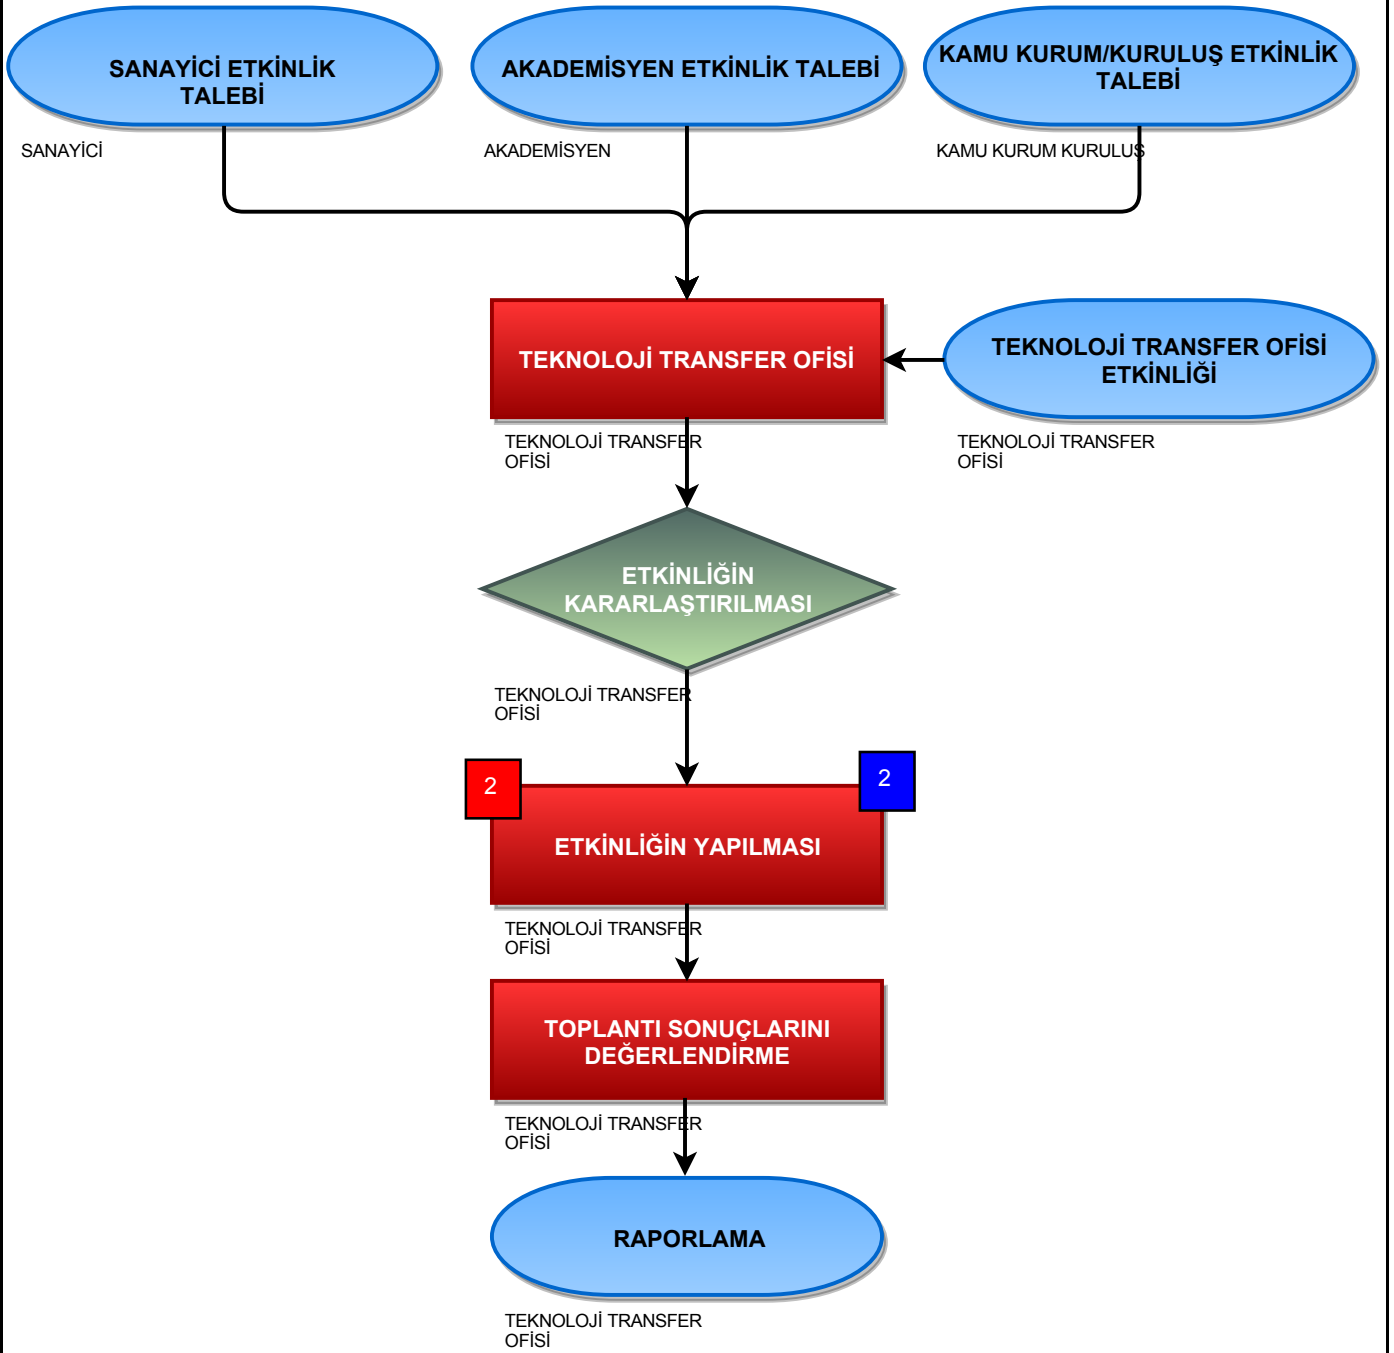 SANAYİCİ ETKİNLİK
TALEBİ
AKADEMİSYEN ETKİNLİK TALEBİ
KAMU KURUM/KURULUŞ ETKİNLİK
TALEBİ
SANAYİCİ
AKADEMİSYEN
KAMU KURUM KURULUŞ
TEKNOLOJİ TRANSFER OFİSİ
TEKNOLOJİ TRANSFER OFİSİ
ETKİNLİĞİ
TEKNOLOJİ TRANSFER
OFİSİ
TEKNOLOJİ TRANSFER
OFİSİ
ETKİNLİĞİN
KARARLAŞTIRILMASI
TEKNOLOJİ TRANSFER
OFİSİ
2
2
ETKİNLİĞİN YAPILMASI
TEKNOLOJİ TRANSFER
OFİSİ
TOPLANTI SONUÇLARINI
DEĞERLENDİRME
TEKNOLOJİ TRANSFER
OFİSİ
RAPORLAMA
TEKNOLOJİ TRANSFER
OFİSİ